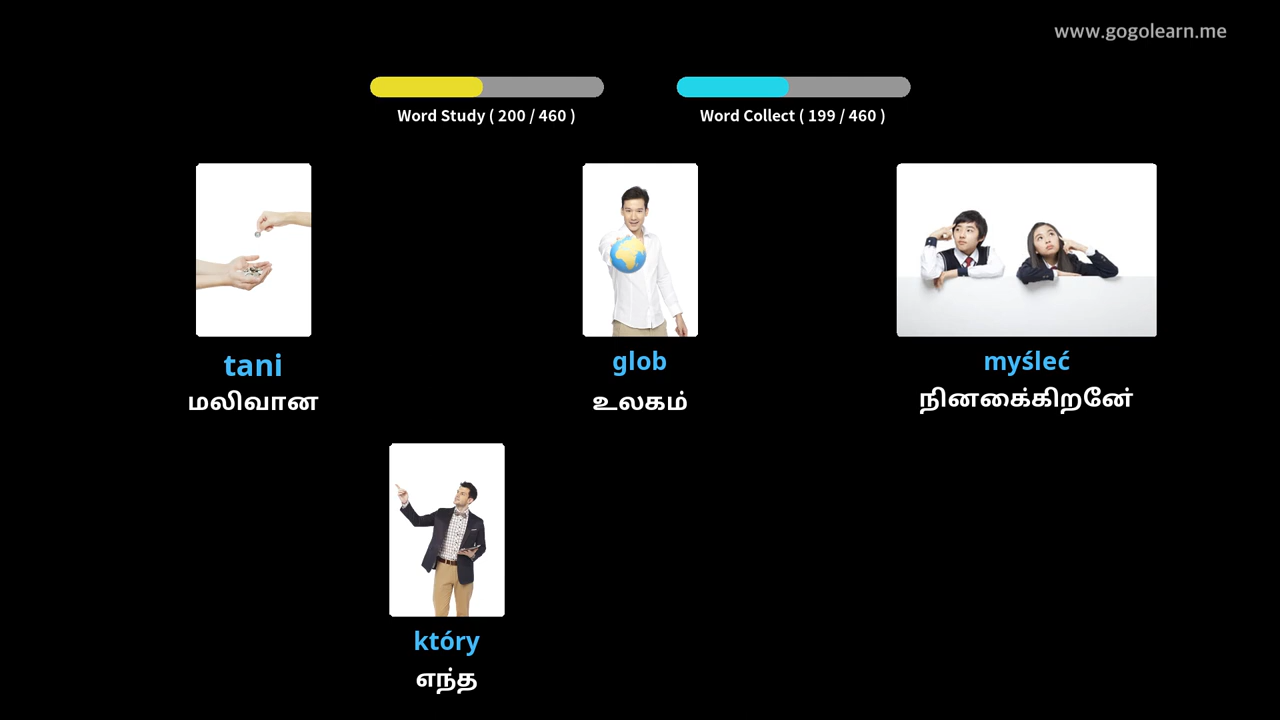 www.gogolearn.me
Word Study ( 200 / 460 )
Word Collect ( 199 / 460 )
tani
மலிவான
glob
உலகம்
myśleć
நினைக்கிறேன்
który
எந்த